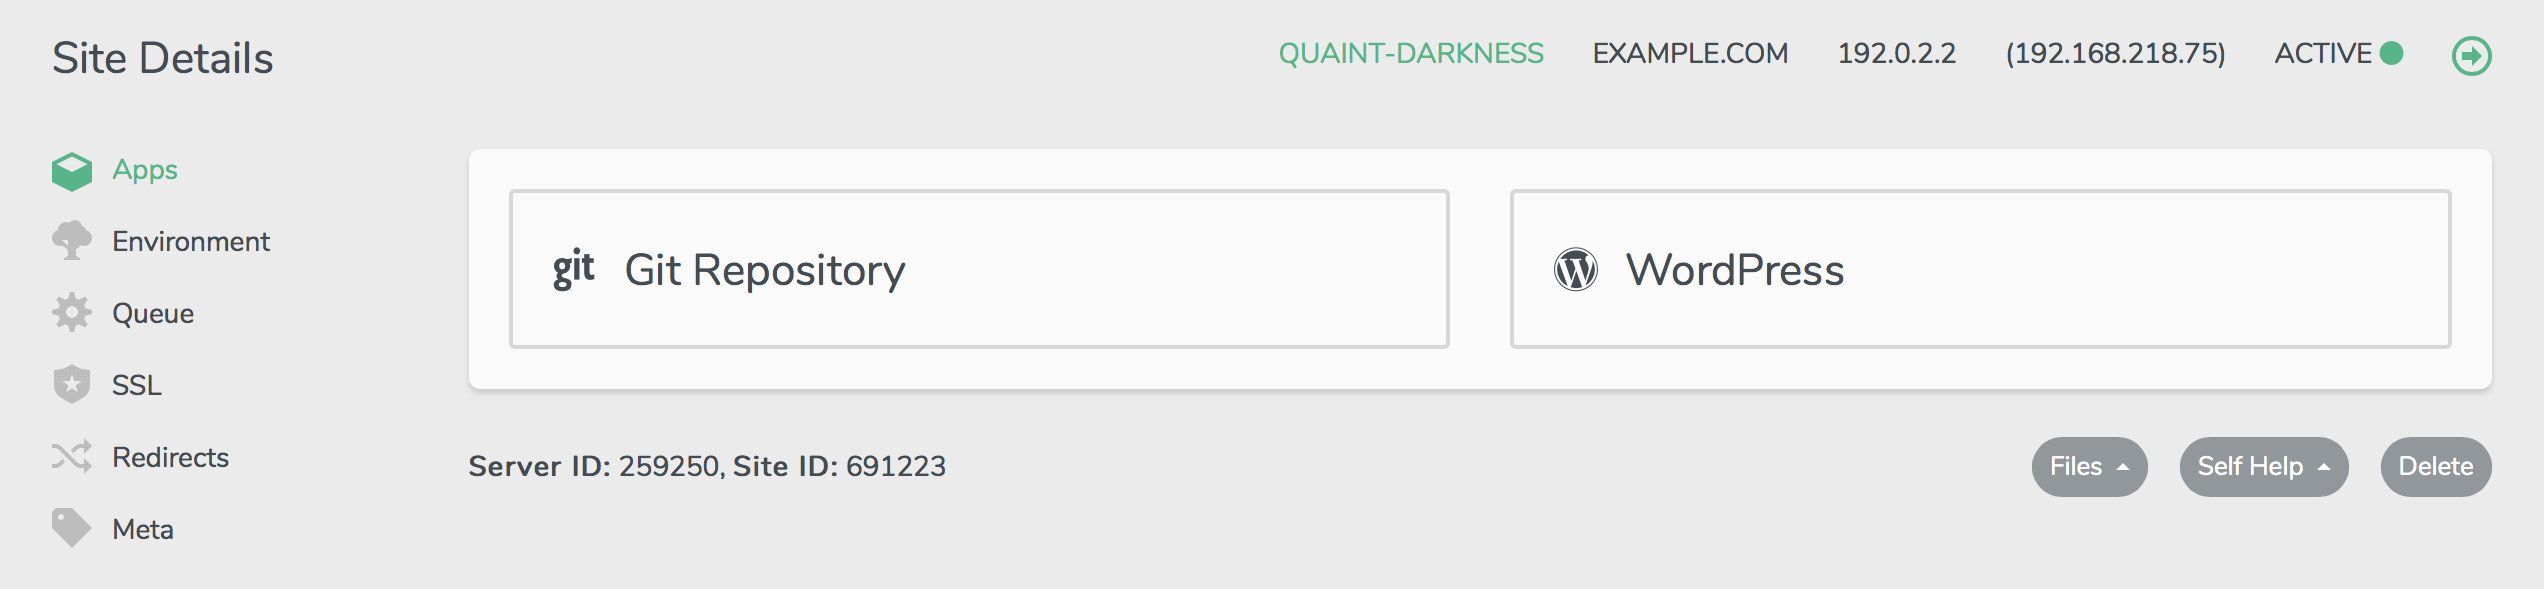 Site Details
QUAINT-DARKNESS EXAMPLE.COM 192.0.2.2 (192.168.218.75) ACTIVE
Apps
Environment
Queue
SSL
Redirects
Meta
git Git Repository
WordPress
Server ID: 259250, Site ID: 691223
Files Self Help Delete